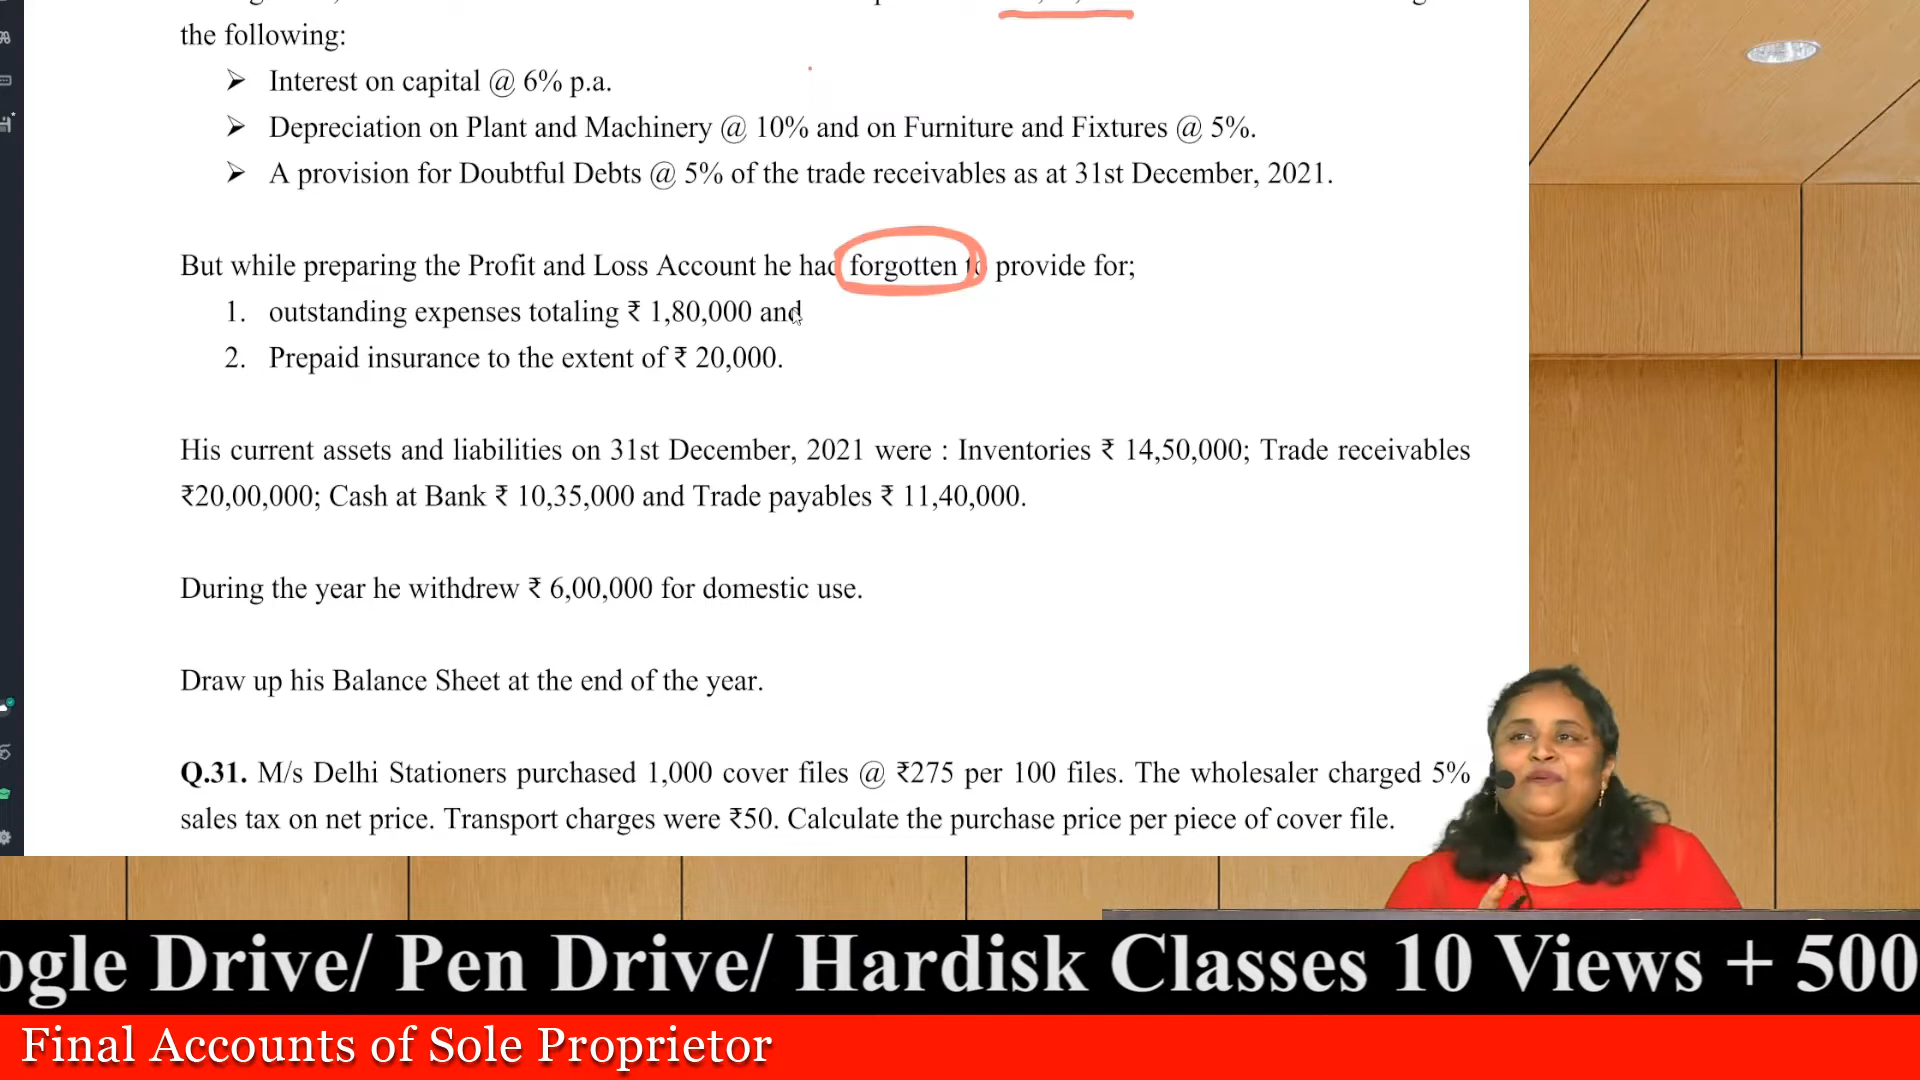 the following:
➢ Interest on capital @ 6% p.a.
➢ Depreciation on Plant and Machinery @ 10% and on Furniture and Fixtures @ 5%.
➢ A provision for Doubtful Debts @ 5% of the trade receivables as at 31st December, 2021.
But while preparing the Profit and Loss Account he had forgotten to provide for;
1. outstanding expenses totaling ₹ 1,80,000 and
2. Prepaid insurance to the extent of ₹ 20,000.
His current assets and liabilities on 31st December, 2021 were : Inventories ₹ 14,50,000; Trade receivables
₹20,00,000; Cash at Bank ₹ 10,35,000 and Trade payables ₹ 11,40,000.
During the year he withdrew ₹ 6,00,000 for domestic use.
Draw up his Balance Sheet at the end of the year.
Q.31. M/s Delhi Stationers purchased 1,000 cover files @ ₹275 per 100 files. The wholesaler charged 5%
sales tax on net price. Transport charges were ₹50. Calculate the purchase price per piece of cover file.
ogle Drive/ Pen Drive/ Hardisk Classes 10 Views + 500
Final Accounts of Sole Proprietor